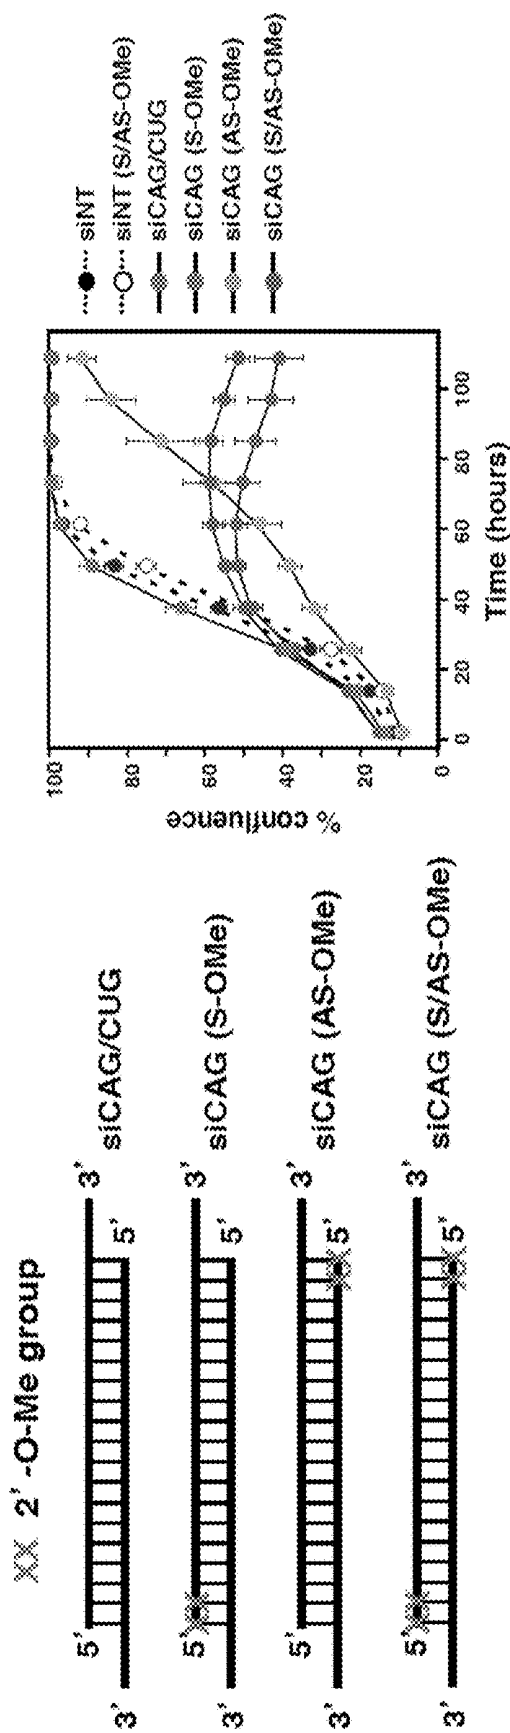 XX 2'-O-Me group
5' 3'
3' 5'
siCAG/CUG
5' 3'
3' 5'
siCAG (S-OMe)
5' 3'
3' 5'
siCAG (AS-OMe)
5' 3'
3' 5'
siCAG (S/AS-OMe)
% confluence
100
80
60
40
20
0
0 20 40 60 80 100
Time (hours)
siNT
siNT (S/AS-OMe)
siCAG/CUG
siCAG (S-OMe)
siCAG (AS-OMe)
siCAG (S/AS-OMe)